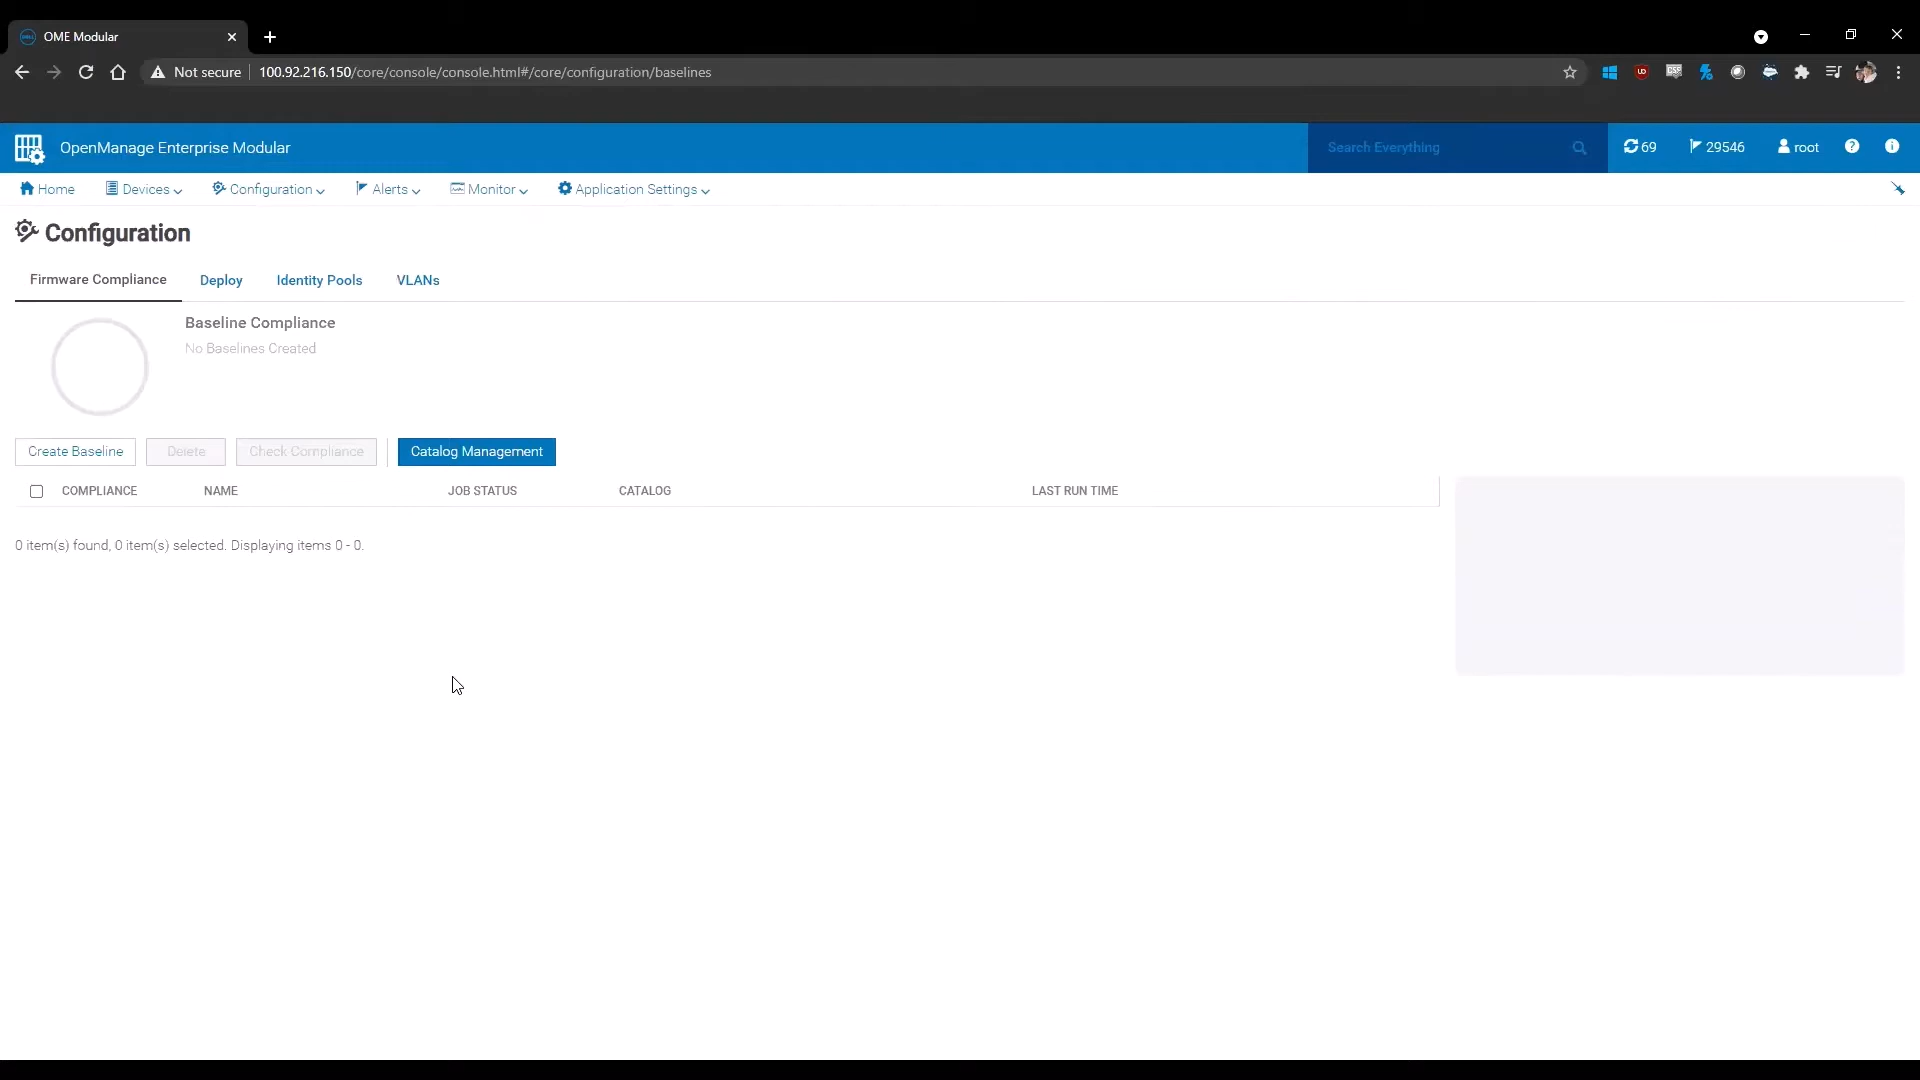 OME Modular
Not secure 100.92.216.150/core/console/console.html#/core/configuration/baselines
OpenManage Enterprise Modular Search Everything 69 29546 root
Home Devices Configuration Alerts Monitor Application Settings
Configuration
Firmware Compliance Deploy Identity Pools VLANs
Baseline Compliance
No Baselines Created
Create Baseline Delete Check Compliance Catalog Management
COMPLIANCE NAME JOB STATUS CATALOG LAST RUN TIME
0 item(s) found, 0 item(s) selected. Displaying items 0 - 0.